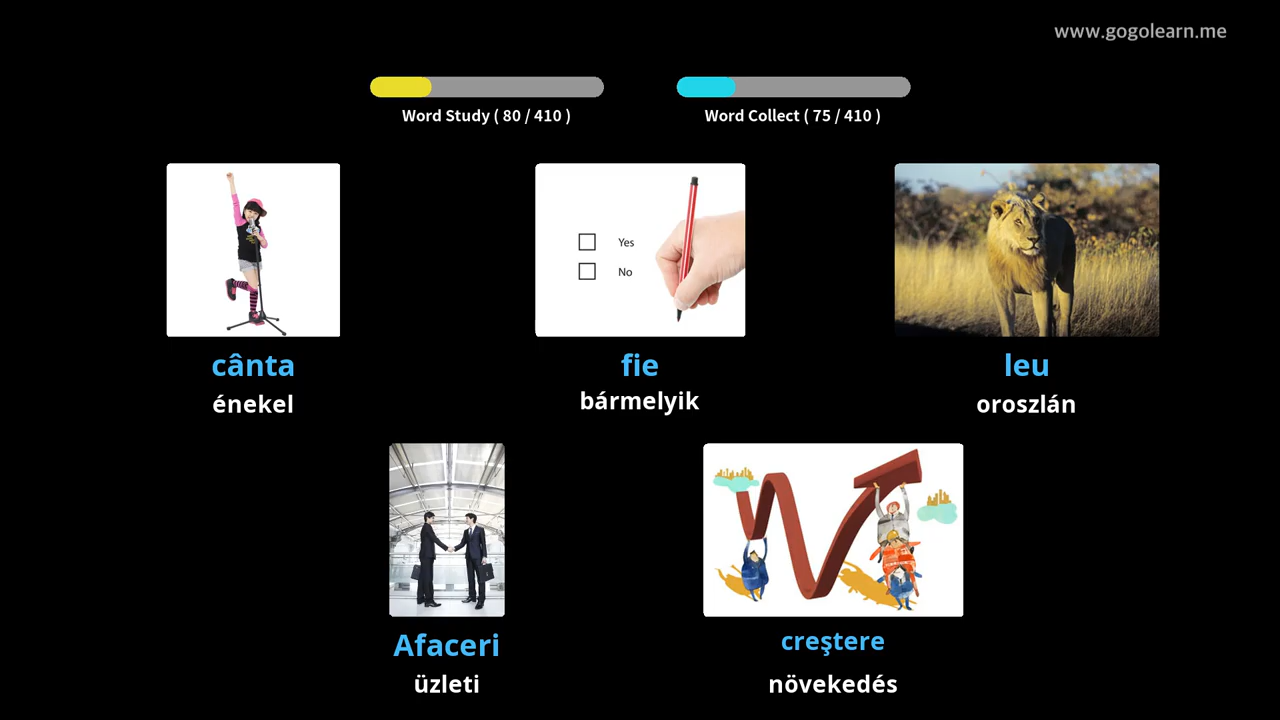 www.gogolearn.me
Word Study ( 80 / 410 )
Word Collect ( 75 / 410 )
Yes
No
cânta
énekel
fie
bármelyik
leu
oroszlán
Afaceri
üzleti
creştere
növekedés